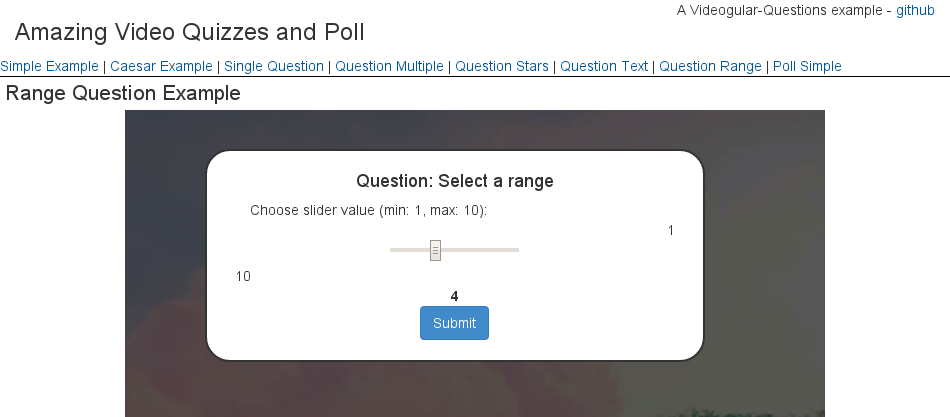 A Videogular-Questions example - github
Amazing Video Quizzes and Poll
Simple Example | Caesar Example | Single Question | Question Multiple | Question Stars | Question Text | Question Range | Poll Simple
Range Question Example
Question: Select a range
Choose slider value (min: 1, max: 10):
1
10
4
Submit